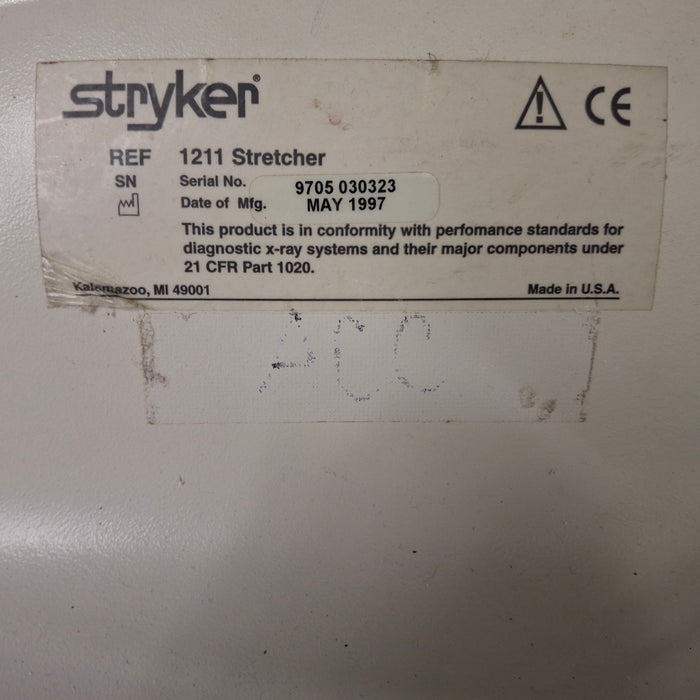 stryker®
REF 1211 Stretcher
SN Serial No. 9705 030323
Date of Mfg. MAY 1997
This product is in conformity with perfomance standards for
diagnostic x-ray systems and their major components under
21 CFR Part 1020.
Kalamazoo, MI 49001 Made in U.S.A.